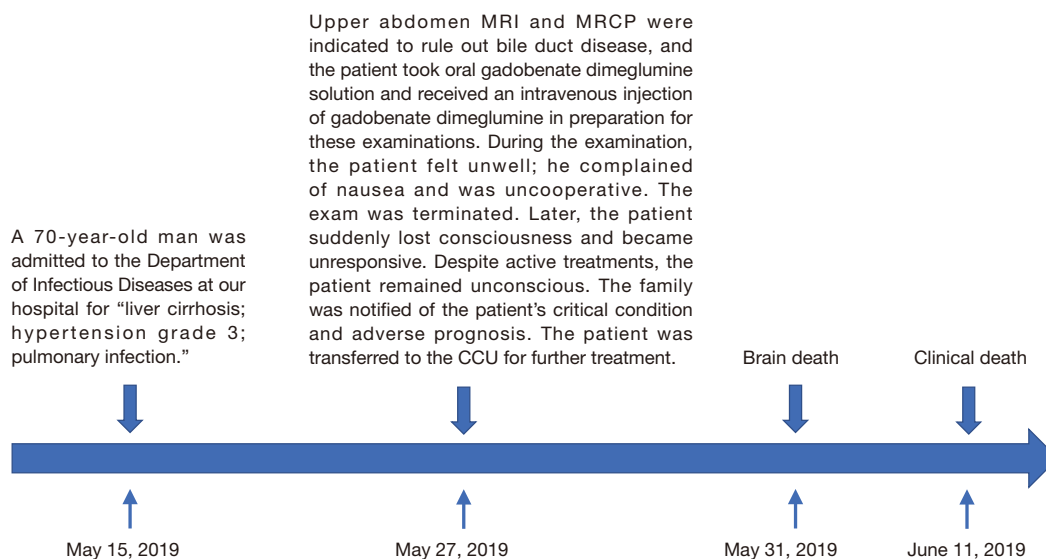 Upper abdomen MRI and MRCP were
indicated to rule out bile duct disease, and
the patient took oral gadobenate dimeglumine
solution and received an intravenous injection
of gadobenate dimeglumine in preparation for
these examinations. During the examination,
the patient felt unwell; he complained
of nausea and was uncooperative. The
exam was terminated. Later, the patient
suddenly lost consciousness and became
unresponsive. Despite active treatments, the
patient remained unconscious. The family
was notified of the patient’s critical condition
and adverse prognosis. The patient was
transferred to the CCU for further treatment.
A 70-year-old man was
admitted to the Department
of Infectious Diseases at our
hospital for “liver cirrhosis;
hypertension grade 3;
pulmonary infection.”
Brain death
Clinical death
May 15, 2019
May 27, 2019
May 31, 2019
June 11, 2019